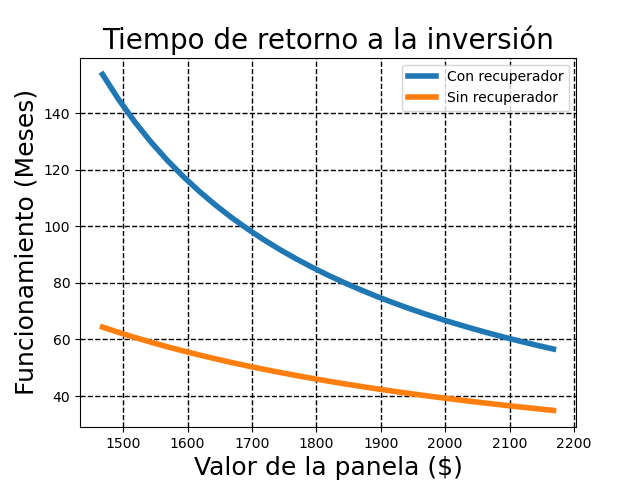 Tiempo de retorno a la inversión
Con recuperador
Sin recuperador
Funcionamiento (Meses)
140
120
100
80
60
40
1500 1600 1700 1800 1900 2000 2100 2200
Valor de la panela ($)